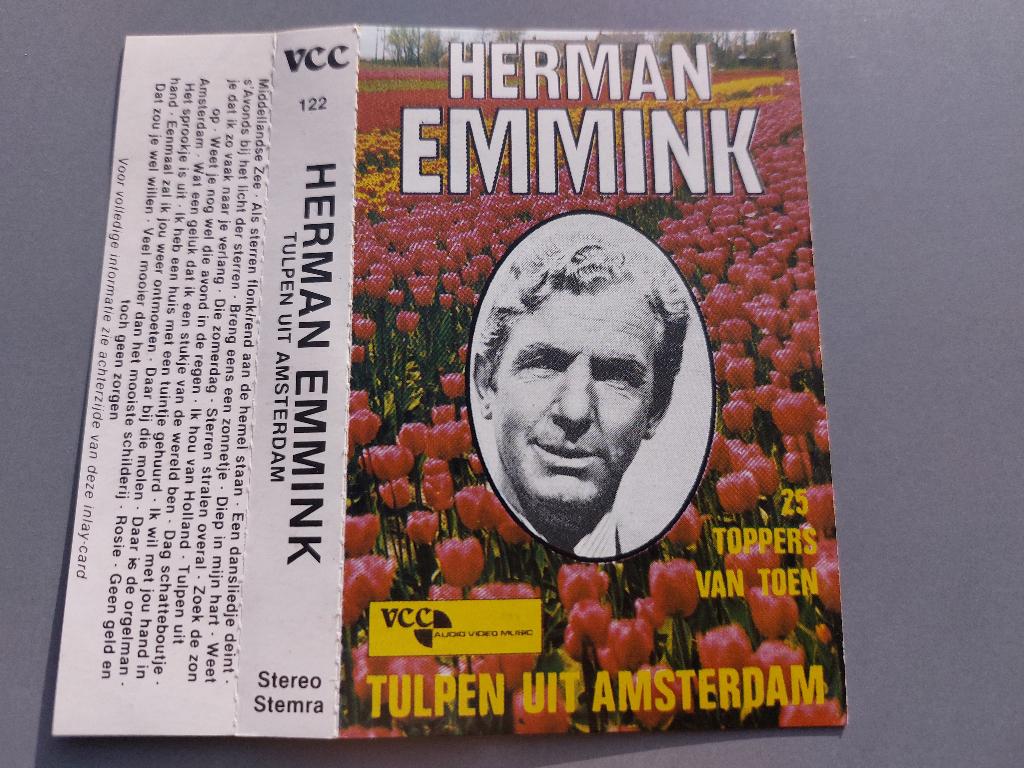 HERMAN
EMMINK
25
TOPPERS
VAN TOEN
VCC
AUDIO VIDEO MUSIC
TULPEN UIT AMSTERDAM
VCC
122
HERMAN EMMINK
TULPEN UIT AMSTERDAM
Stereo
Stemra
Middellandse Zee · Als sterren flonk/rend aan de hemel staan · Een dansliedje deint ·
s'Avonds bij het licht der sterren · Breng eens een zonnetje · Diep in mijn hart · Weet
je dat ik zo vaak naar je verlang · Die zomerdag · Sterren stralen overal · Zoek de zon
op · Weet je nog wel die avond in de regen · Ik hou van Holland · Tulpen uit
Amsterdam · Wat een geluk dat ik een stukje van de wereld ben · Dag schatteboutje ·
Het sprookje is uit · Ik heb een huis met een tuintje gehuurd · Ik wil met jou hand in
hand · Eenmaal zal ik jou weer ontmoeten · Daar bij die molen · Daar is de orgelman ·
Dat zou je wel willen · Veel mooier dan het mooiste schilderij · Rosie · Geen geld en
toch geen zorgen
Voor volledige informatie zie achterzijde van deze inlay-card